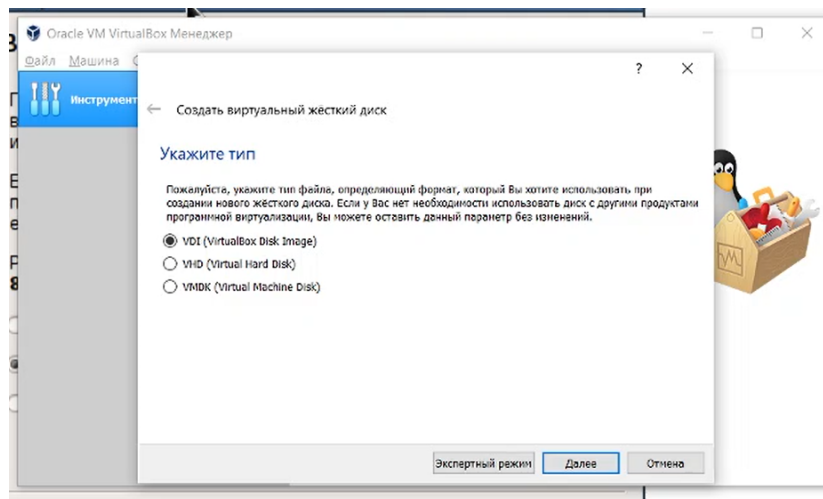 Oracle VM VirtualBox Менеджер
Файл Машина
Инструмент
?
Создать виртуальный жесткий диск
Укажите тип
Пожалуйста, укажите тип файла, определяющий формат, который Вы хотите использовать при
создании нового жёсткого диска. Если у Вас нет необходимости использовать диск с другими продуктами
программной виртуализации, Вы можете оставить данный параметр без изменений.
VDI (VirtualBox Disk Image)
VHD (Virtual Hard Disk)
VMDK (Virtual Machine Disk)
Экспертный режим Далее Отмена